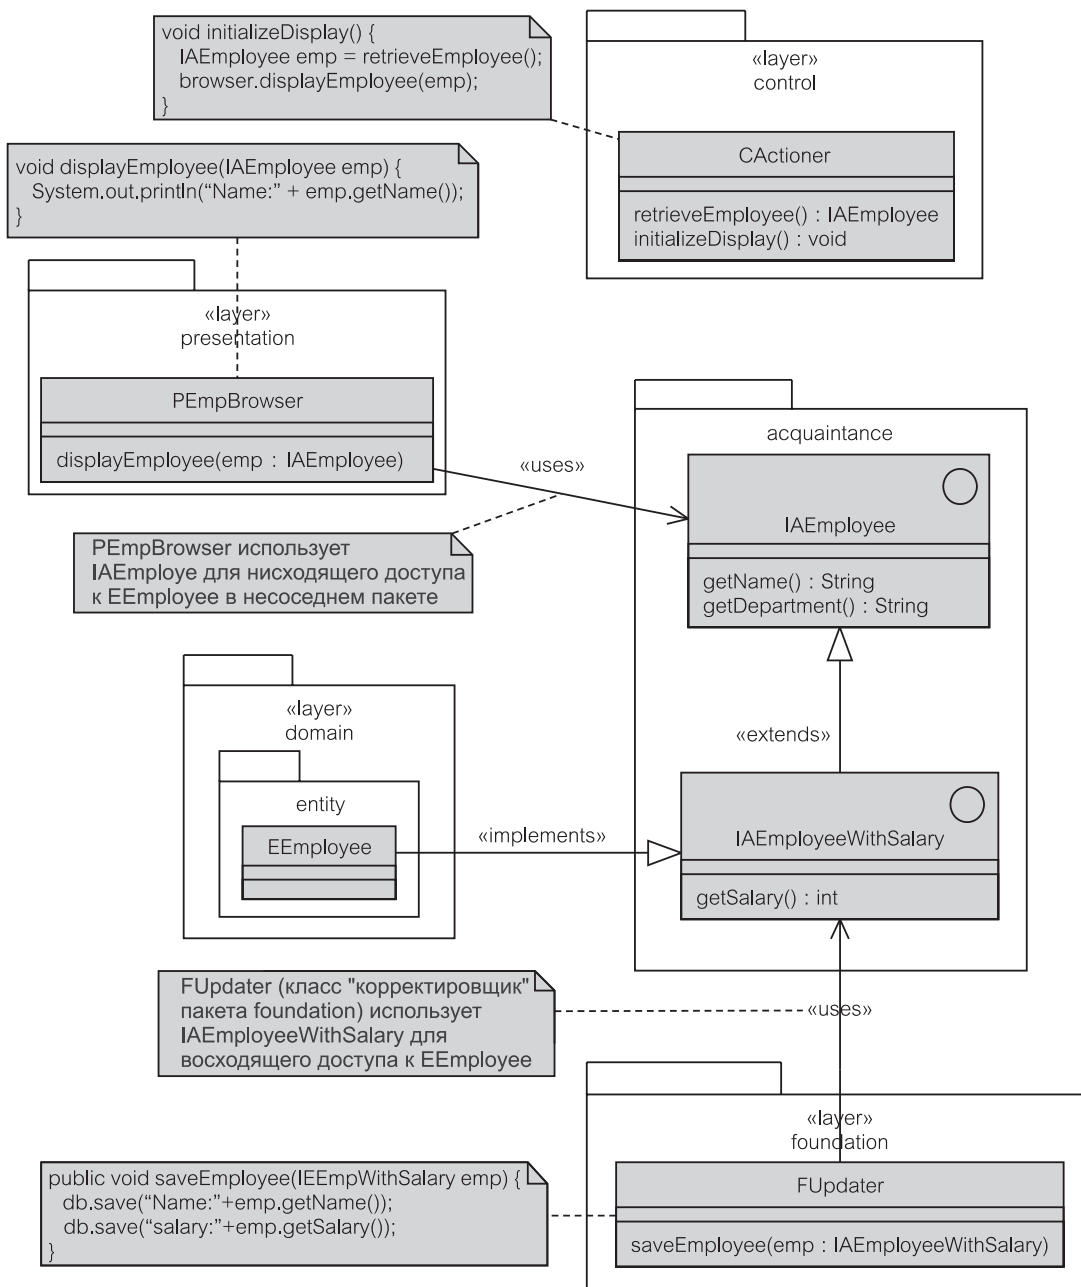 void initializeDisplay() {
IAEmployee emp = retrieveEmployee();
browser.displayEmployee(emp);
}
«layer»
control
CActioner
retrieveEmployee() : IAEmployee
initializeDisplay() : void
void displayEmployee(IAEmployee emp) {
System.out.println(“Name:” + emp.getName());
}
«layer»
presentation
PEmpBrowser
displayEmployee(emp : IAEmployee)
«uses»
acquaintance
IAEmployee
getName() : String
getDepartment() : String
PEmpBrowser использует
IAEmploye для нисходящего доступа
к EEmployee в несоседнем пакете
«layer»
domain
entity
EEmployee
«implements»
«extends»
IAEmployeeWithSalary
getSalary() : int
FUpdater (класс "корректировщик"
пакета foundation) использует
IAEmployeeWithSalary для
восходящего доступа к EEmployee
«uses»
«layer»
foundation
FUpdater
saveEmployee(emp : IAEmployeeWithSalary)
public void saveEmployee(IEEmpWithSalary emp) {
db.save(“Name:”+emp.getName());
db.save(“salary:”+emp.getSalary());
}